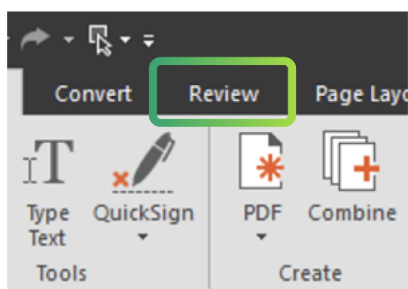 Convert Review Page Layo
Type Text QuickSign PDF Combine
Tools Create